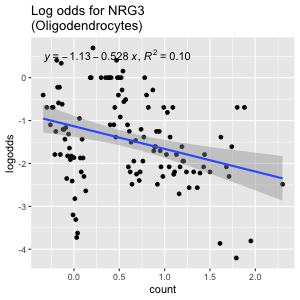 Log odds for NRG3
(Oligodendrocytes)
y = −1.13 − 0.528 x, R² = 0.10
0
-1
-2
-3
-4
logodds
0.0 0.5 1.0 1.5 2.0
count